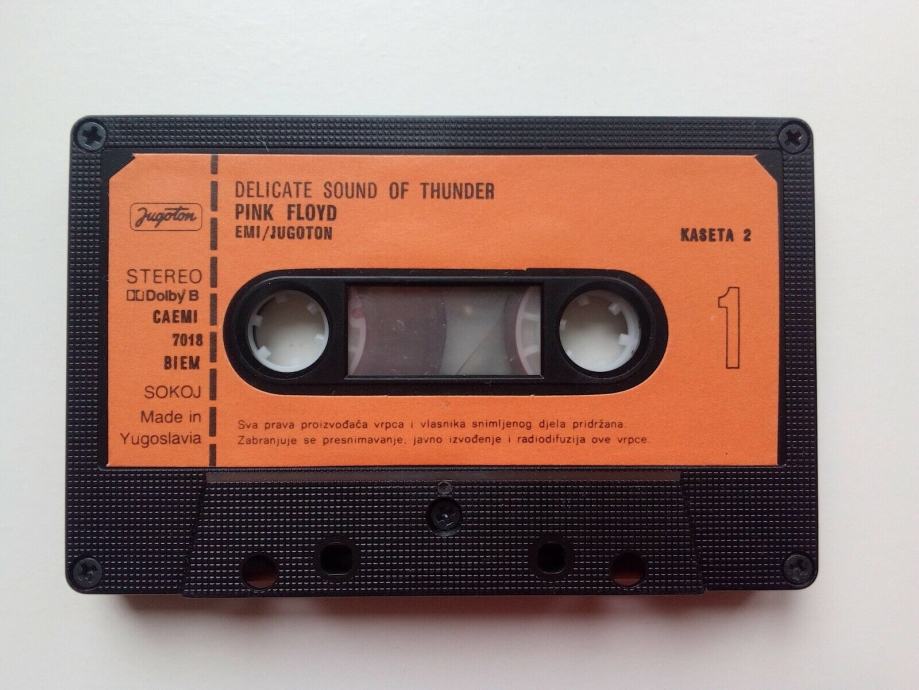 Jugoton
STEREO
Dolby B
CAEMI
7018
BIEM
SOKOJ
Made in
Yugoslavia
DELICATE SOUND OF THUNDER
PINK FLOYD
EMI/JUGOTON
KASETA 2
1
Sva prava proizvođača vrpca i vlasnika snimljenog djela pridržana.
Zabranjuje se presnimavanje, javno izvođenje i radiodifuzija ove vrpce.